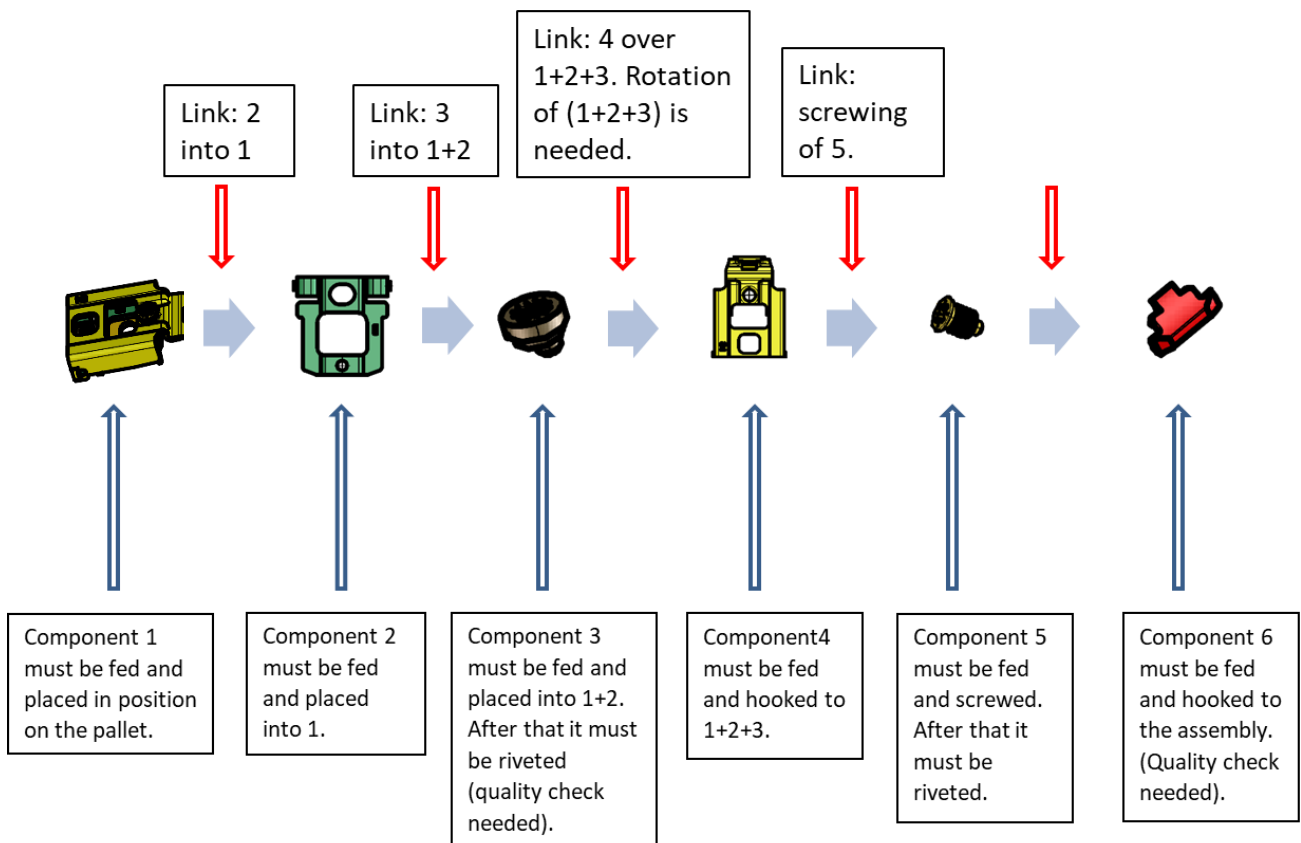 Link: 2
into 1
Link: 3
into 1+2
Link: 4 over
1+2+3. Rotation
of (1+2+3) is
needed.
Link:
screwing
of 5.
Component 1
must be fed and
placed in position
on the pallet.
Component 2
must be fed
and placed
into 1.
Component 3
must be fed and
placed into 1+2.
After that it must
be riveted
(quality check
needed).
Component4
must be fed
and hooked to
1+2+3.
Component 5
must be fed
and screwed.
After that it
must be
riveted.
Component 6
must be fed
and hooked to
the assembly.
(Quality check
needed).